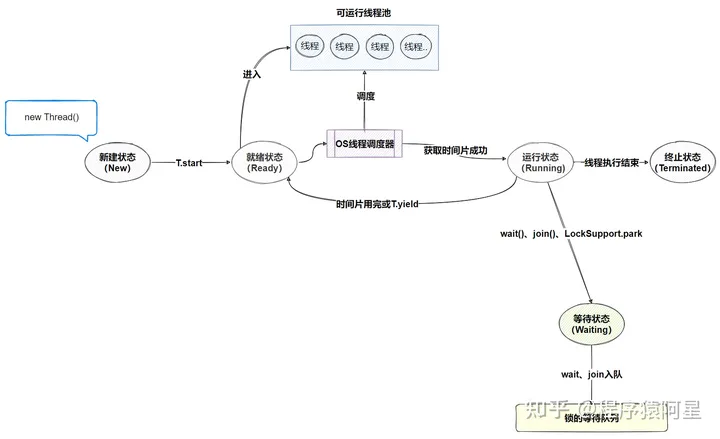 可运行线程池
线程
线程
线程
线程..
进入
调度
new Thread()
新建状态
(New)
T.start
就绪状态
(Ready)
OS线程调度器
获取时间片成功
运行状态
(Running)
线程执行结束
终止状态
(Terminated)
时间片用完或T.yield
wait()、join()、LockSupport.park
等待状态
(Waiting)
wait、join入队
知乎 @程序猿阿星
锁的等待队列